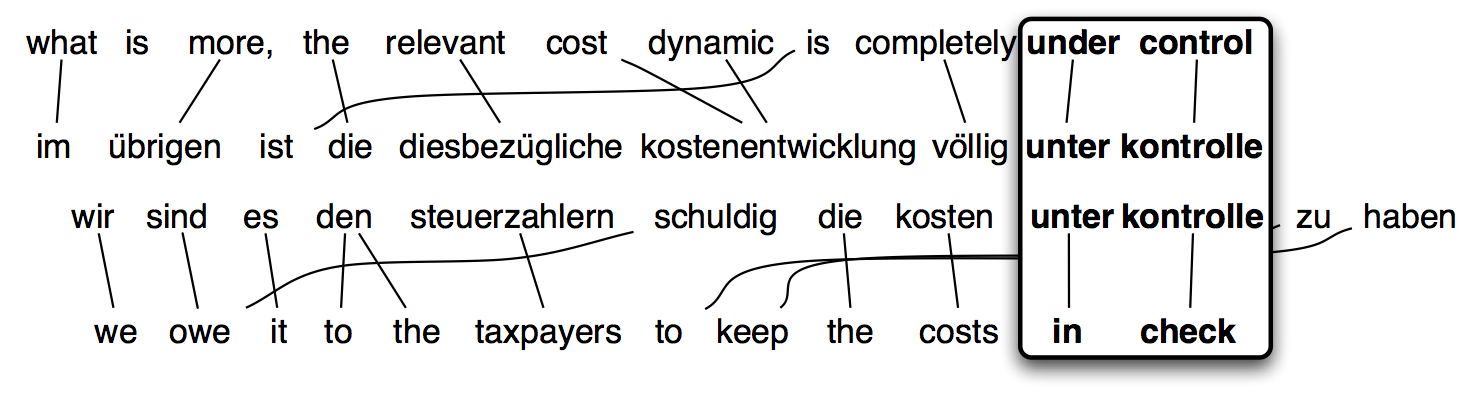 what is more, the relevant cost dynamic is completely under control
im übrigen ist die diesbezügliche kostenentwicklung völlig unter kontrolle
wir sind es den steuerzahlern schuldig die kosten unter kontrolle zu haben
we owe it to the taxpayers to keep the costs in check